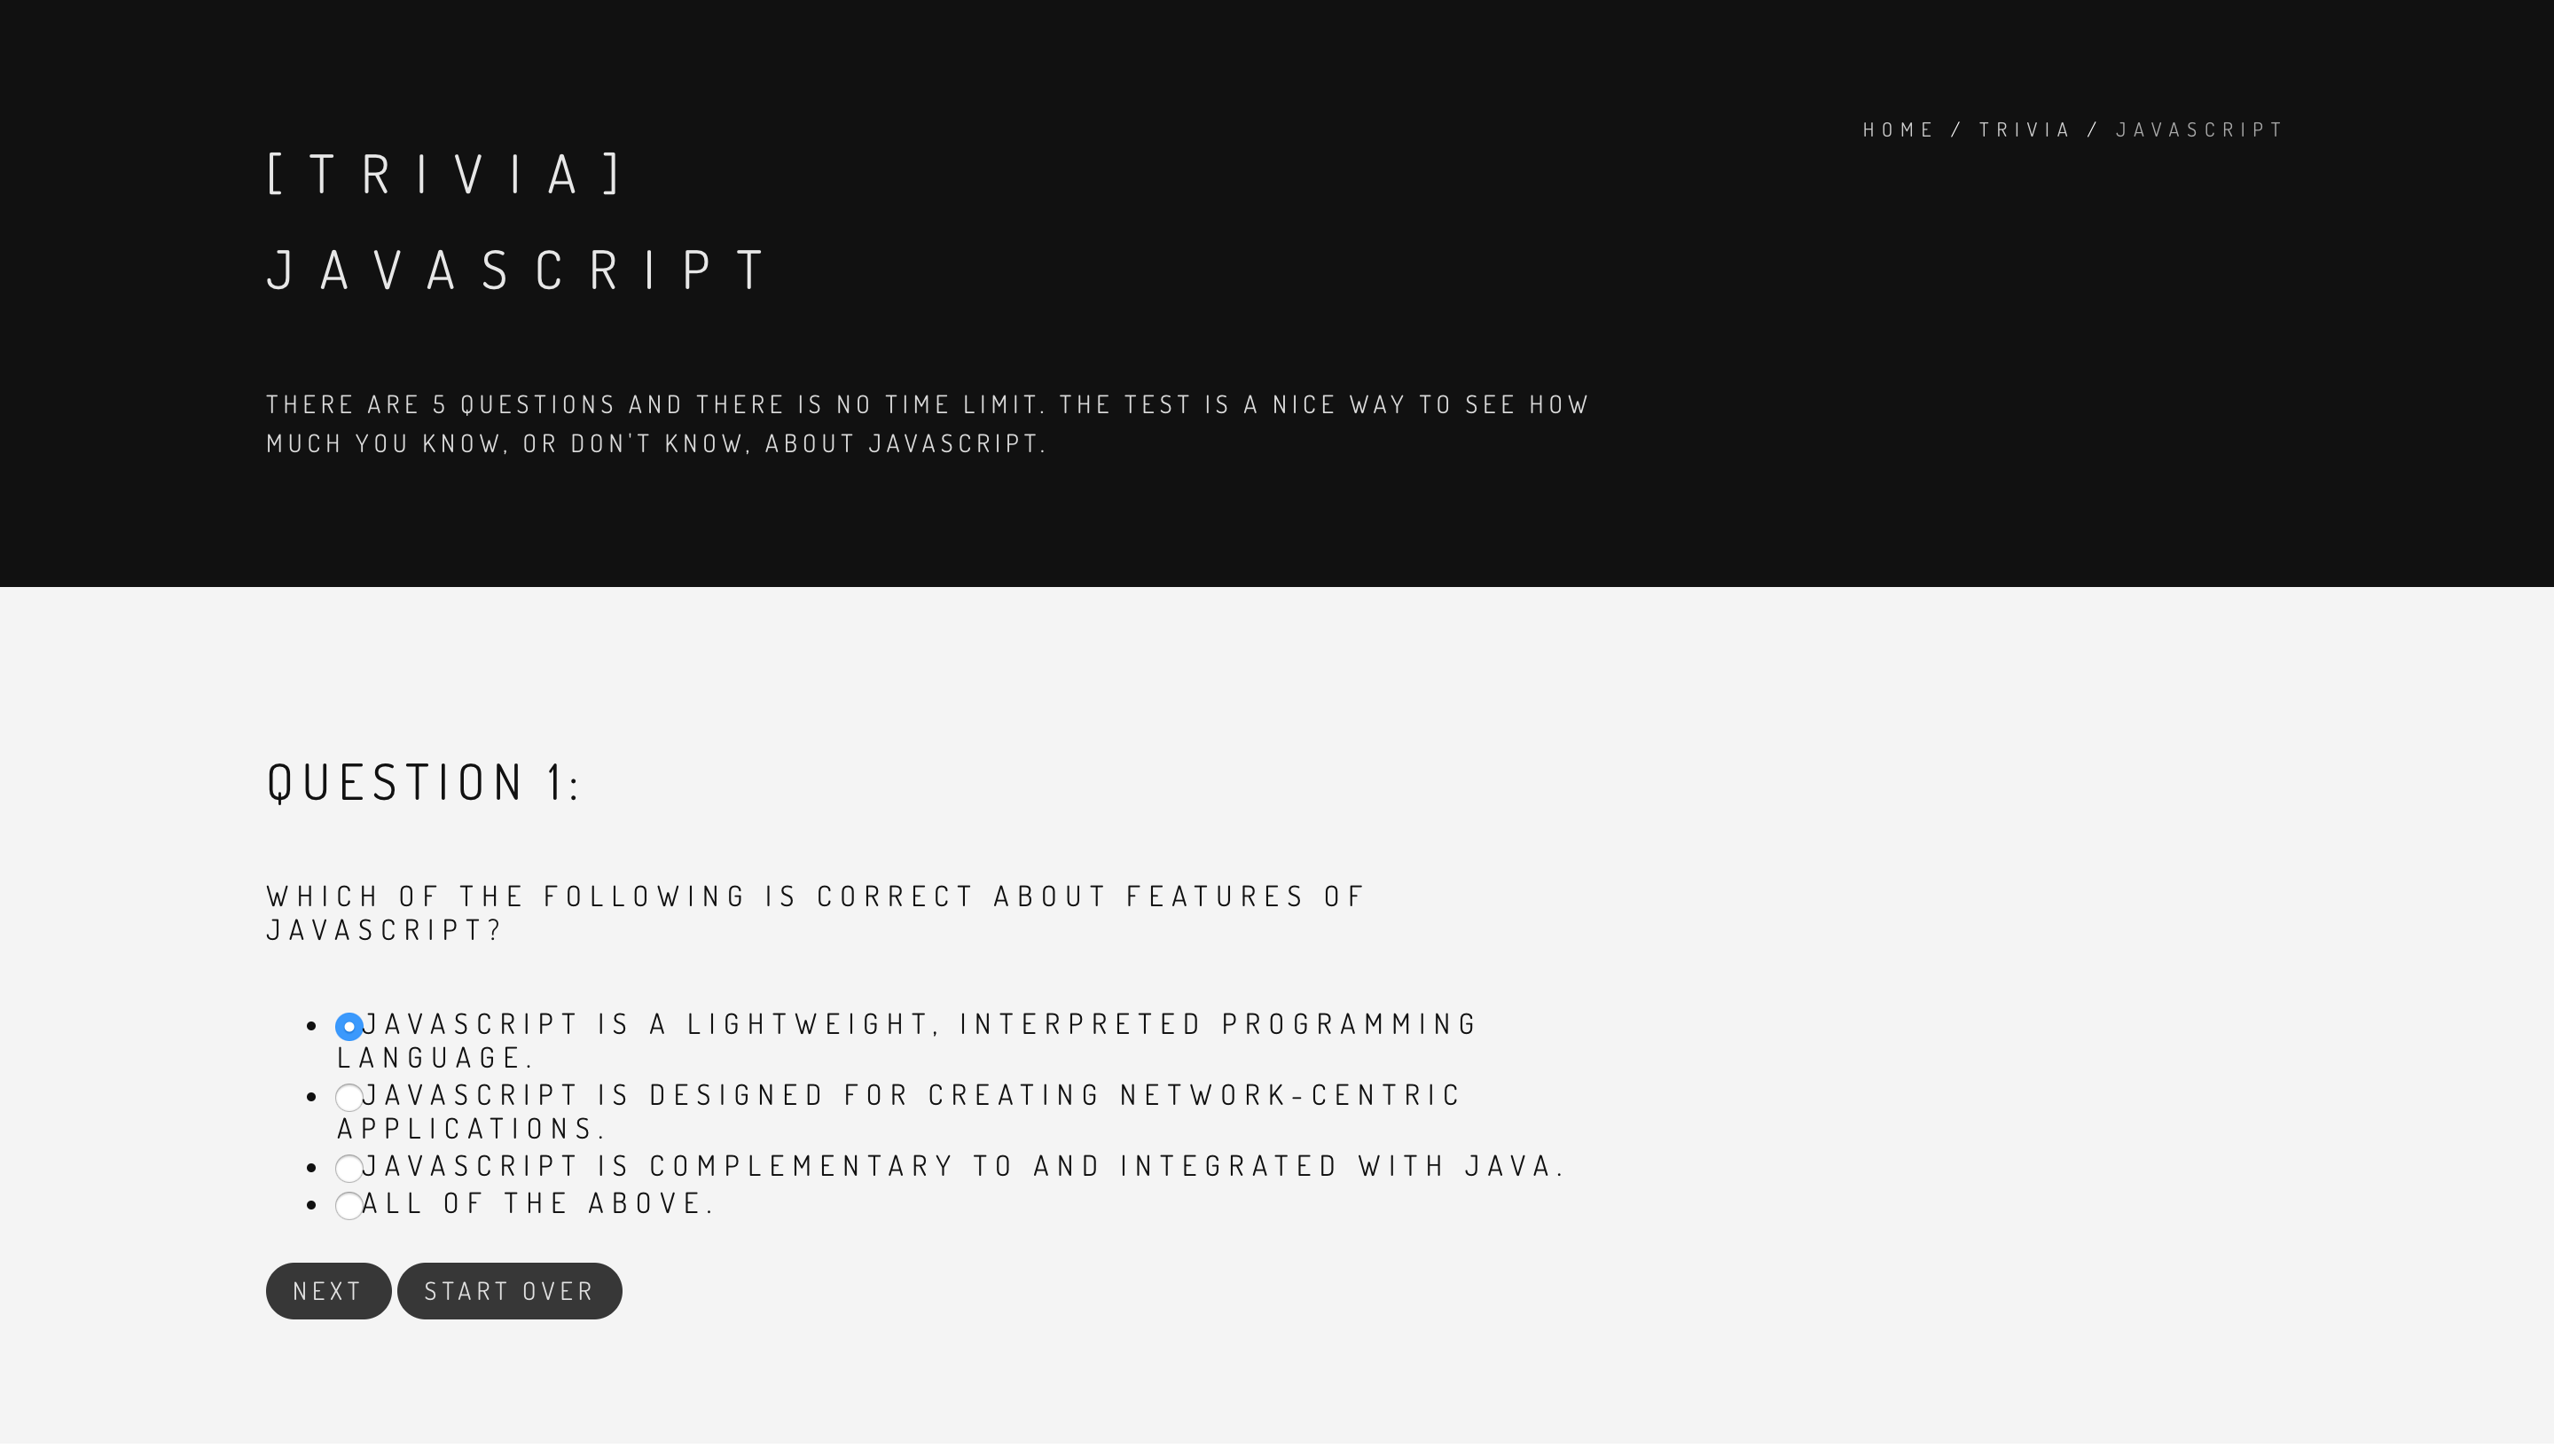 HOME / TRIVIA / JAVASCRIPT
[TRIVIA]
JAVASCRIPT
THERE ARE 5 QUESTIONS AND THERE IS NO TIME LIMIT. THE TEST IS A NICE WAY TO SEE HOW
MUCH YOU KNOW, OR DON'T KNOW, ABOUT JAVASCRIPT.
QUESTION 1:
WHICH OF THE FOLLOWING IS CORRECT ABOUT FEATURES OF
JAVASCRIPT?
JAVASCRIPT IS A LIGHTWEIGHT, INTERPRETED PROGRAMMING
LANGUAGE.
JAVASCRIPT IS DESIGNED FOR CREATING NETWORK-CENTRIC
APPLICATIONS.
JAVASCRIPT IS COMPLEMENTARY TO AND INTEGRATED WITH JAVA.
ALL OF THE ABOVE.
NEXT START OVER